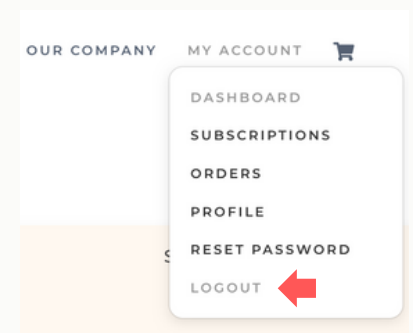 OUR COMPANY MY ACCOUNT
DASHBOARD
SUBSCRIPTIONS
ORDERS
PROFILE
RESET PASSWORD
LOGOUT